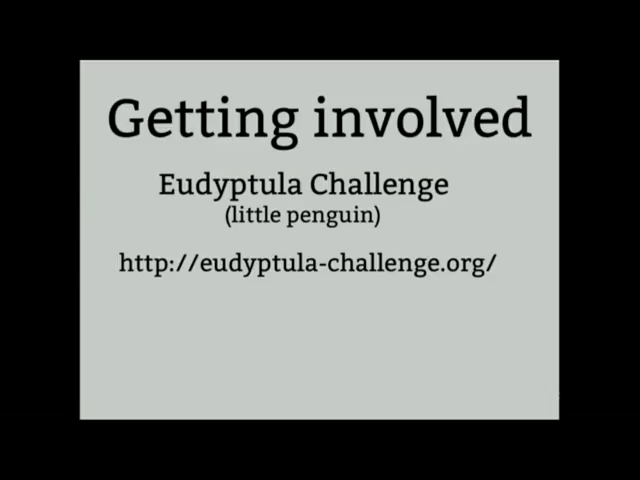 Getting involved
Eudyptula Challenge
(little penguin)
http://eudyptula-challenge.org/